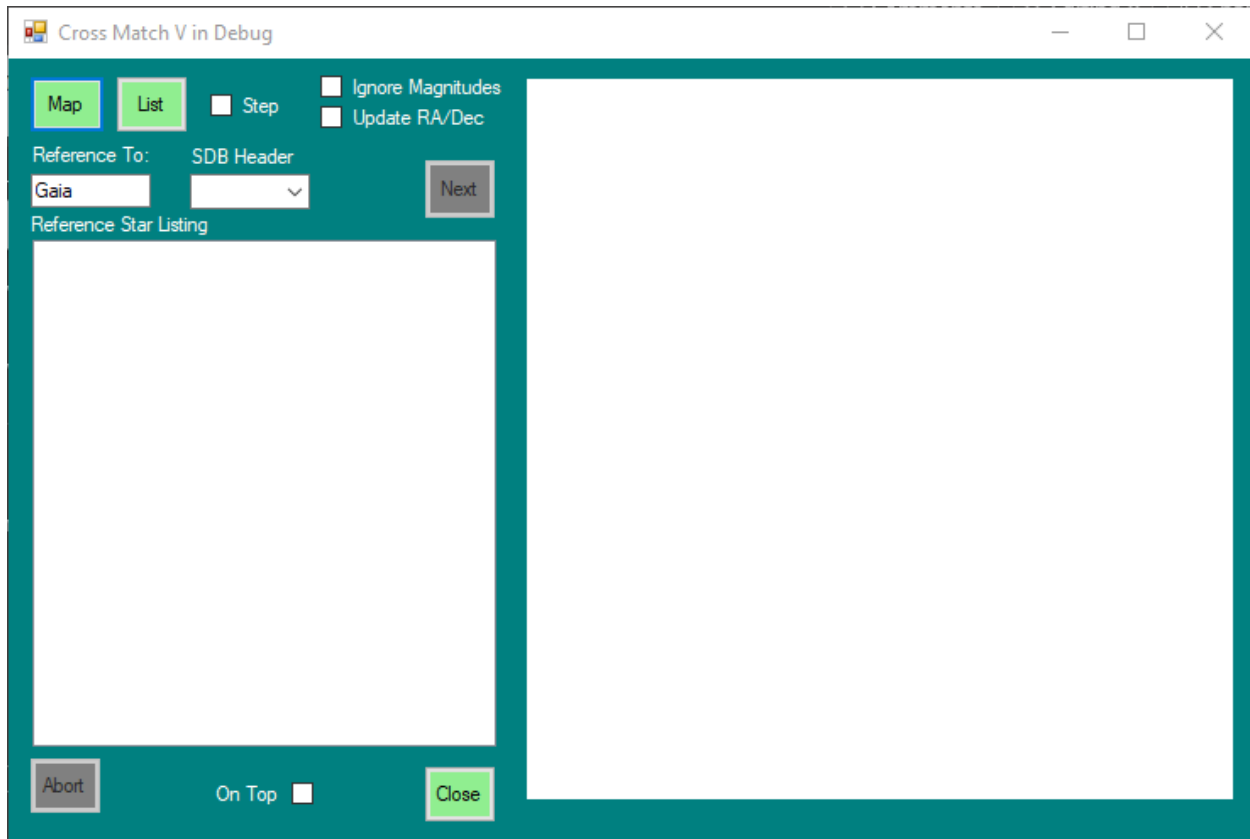 Cross Match V in Debug
Map List Step Ignore Magnitudes
Update RA/Dec
Reference To: SDB Header
Gaia Next
Reference Star Listing
Abort On Top Close